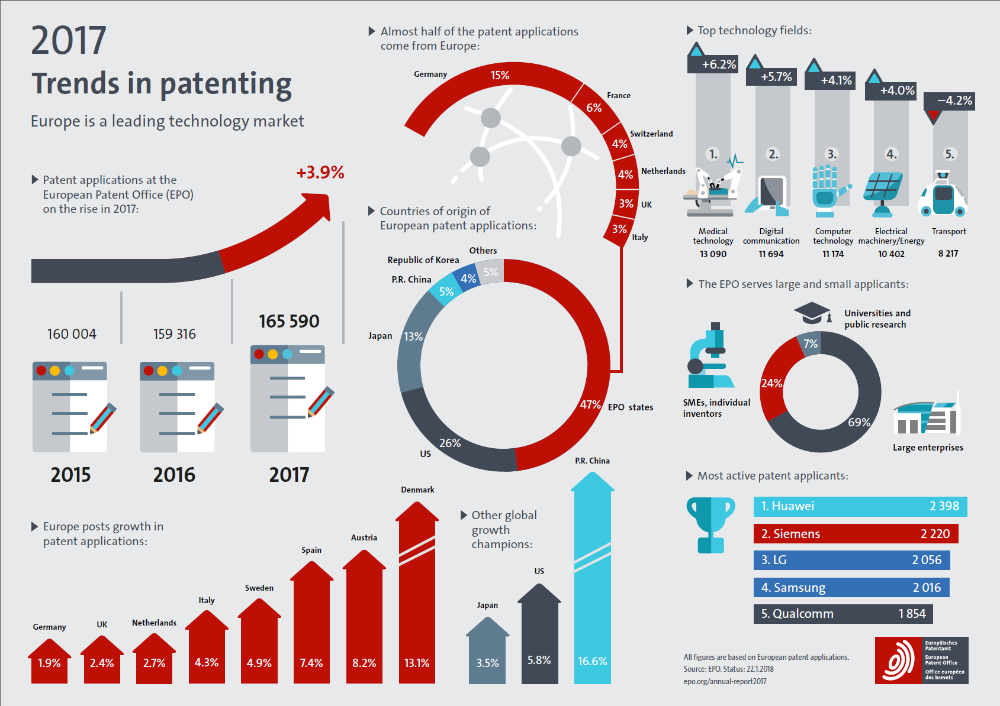 2017
Trends in patenting
Europe is a leading technology market
Patent applications at the
European Patent Office (EPO)
on the rise in 2017:
+3.9%
160 004
159 316
165 590
2015
2016
2017
Almost half of the patent applications
come from Europe:
Germany
15%
France
6%
Switzerland
4%
Netherlands
4%
UK
3%
Italy
3%
Countries of origin of
European patent applications:
Others
5%
Republic of Korea
4%
P.R. China
5%
Japan
13%
US
26%
47%
EPO states
Top technology fields:
+6.2%
+5.7%
+4.1%
+4.0%
–4.2%
1.
2.
3.
4.
5.
Medical
technology
13 090
Digital
communication
11 694
Computer
technology
11 174
Electrical
machinery/Energy
10 402
Transport
8 217
The EPO serves large and small applicants:
Universities and
public research
7%
24%
SMEs, individual
inventors
69%
Large enterprises
Most active patent applicants:
1. Huawei 2 398
2. Siemens 2 220
3. LG 2 056
4. Samsung 2 016
5. Qualcomm 1 854
Europe posts growth in
patent applications:
Germany
1.9%
UK
2.4%
Netherlands
2.7%
Italy
4.3%
Sweden
4.9%
Spain
7.4%
Austria
8.2%
Denmark
13.1%
Other global
growth
champions:
Japan
3.5%
US
5.8%
P.R. China
16.6%
All figures are based on European patent applications.
Source: EPO. Status: 22.1.2018
epo.org/annual-report2017
Europäisches
Patentamt
European
Patent Office
Office européen
des brevets